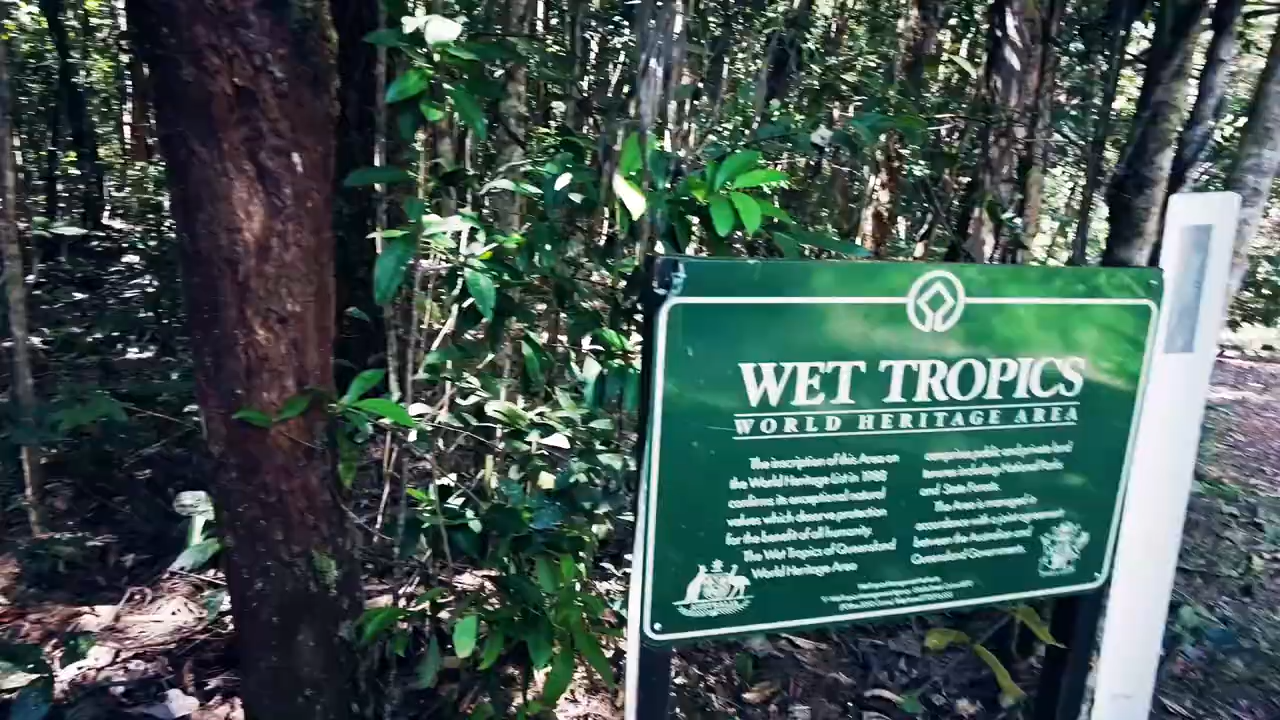 WET TROPICS
WORLD HERITAGE AREA
The inscription of this Area on
the World Heritage List in 1988
confirms its exceptional natural
values which deserve protection
for the benefit of all humanity.
The Wet Tropics of Queensland
World Heritage Area
comprises public and private land
tenures including National Parks
and State Forests.
The Area is managed in
accordance with a joint agreement
between the Australian and
Queensland Governments.